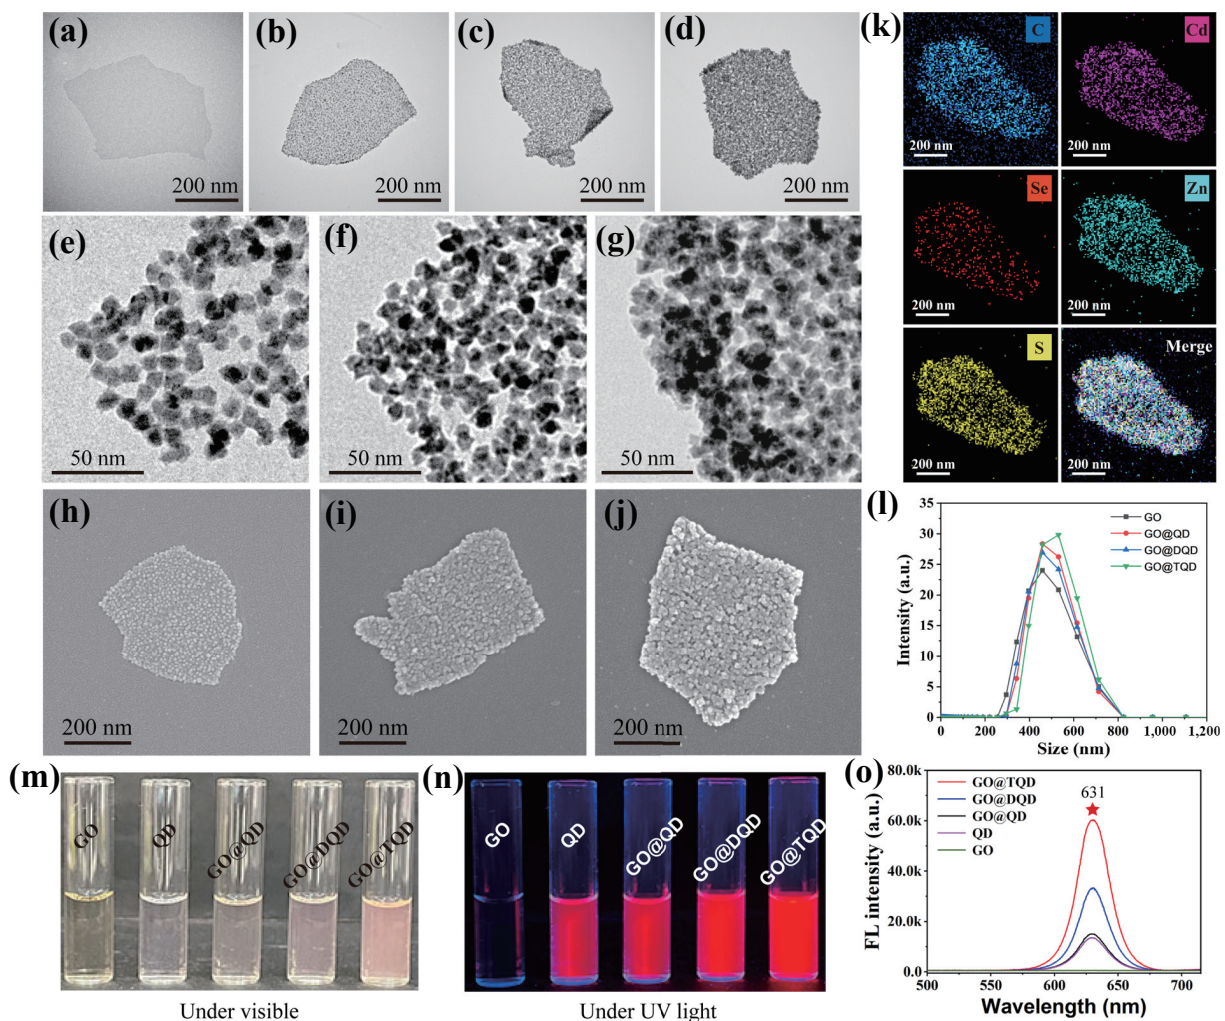 (a)
200 nm
(b)
200 nm
(c)
200 nm
(d)
200 nm
(e)
50 nm
(f)
50 nm
(g)
50 nm
(h)
200 nm
(i)
200 nm
(j)
200 nm
(k)
C
200 nm
Cd
200 nm
Se
200 nm
Zn
200 nm
S
200 nm
Merge
200 nm
(l)
Intensity (a.u.)
35
30
25
20
15
10
5
0
GO
GO@QD
GO@DQD
GO@TQD
0 200 400 600 800 1,000 1,200
Size (nm)
(m)
GO
QD
GO@QD
GO@DQD
GO@TQD
Under visible
(n)
GO
QD
GO@QD
GO@DQD
GO@TQD
Under UV light
(o)
FL intensity (a.u.)
80.0k
60.0k
40.0k
20.0k
0.0
GO@TQD
GO@DQD
GO@QD
QD
GO
631
500 550 600 650 700
Wavelength (nm)